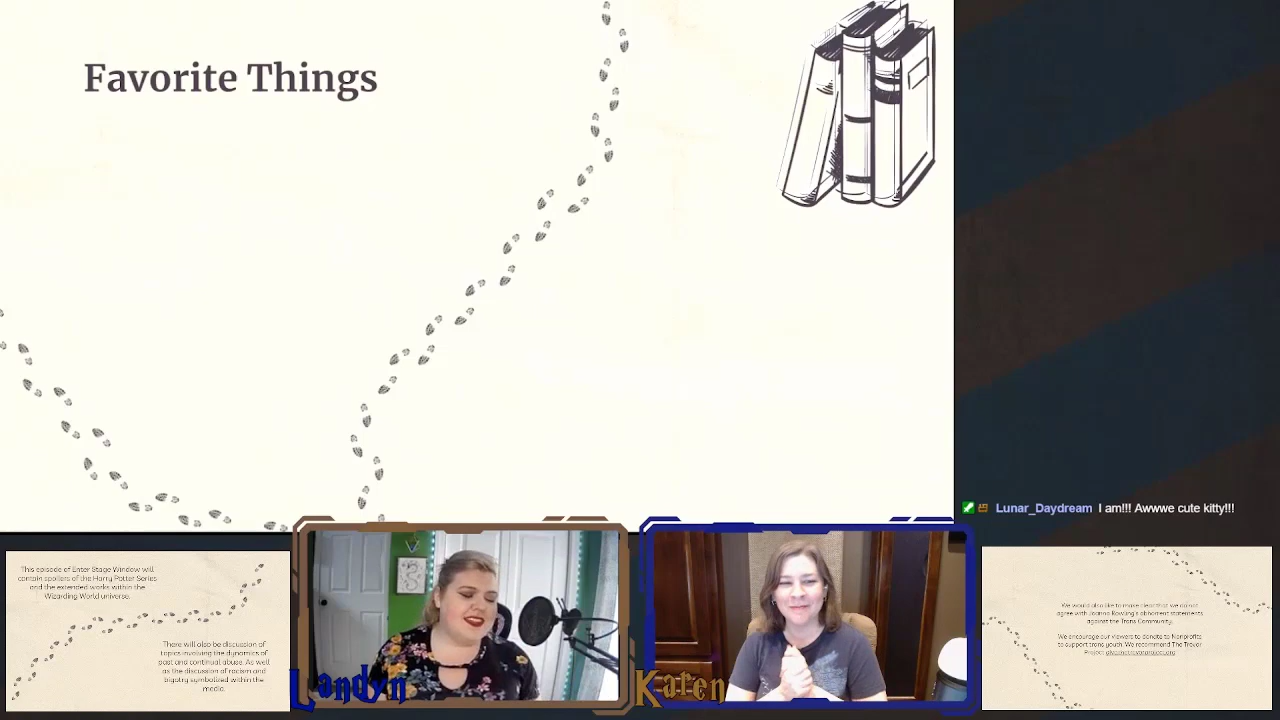 Favorite Things
Lunar_Daydream I am!!! Awwwe cute kitty!!!
This episode of Enter Stage Window will
contain spoilers of the Harry Potter Series
and the extended works within the
Wizarding World universe.
There will also be discussion of
topics involving the dynamics of
past and continual abuse. As well
as the discussion of racism and
bigotry symbolized within the
media.
Landyn
Karen
We would also like to make clear that we do not
agree with Joanne Rowling's abhorrent statements
against the Trans Community.
We encourage our viewers to donate to Nonprofits
to support trans youth. We recommend The Trevor
Project